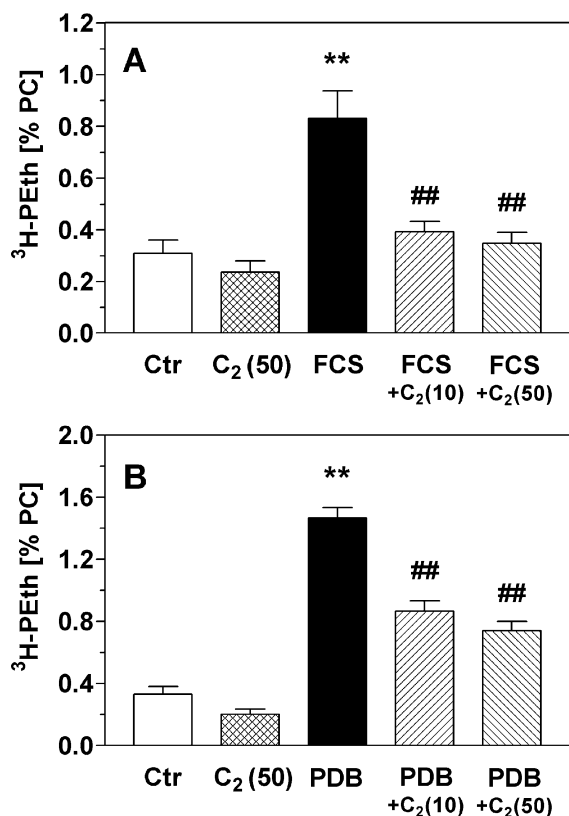 A
³H-PEth [% PC]
1.2
1.0
0.8
0.6
0.4
0.2
0.0
**
##
##
Ctr
C₂ (50)
FCS
FCS
+C₂(10)
FCS
+C₂(50)
B
³H-PEth [% PC]
2.0
1.6
1.2
0.8
0.4
0.0
**
##
##
Ctr
C₂ (50)
PDB
PDB
+C₂(10)
PDB
+C₂(50)